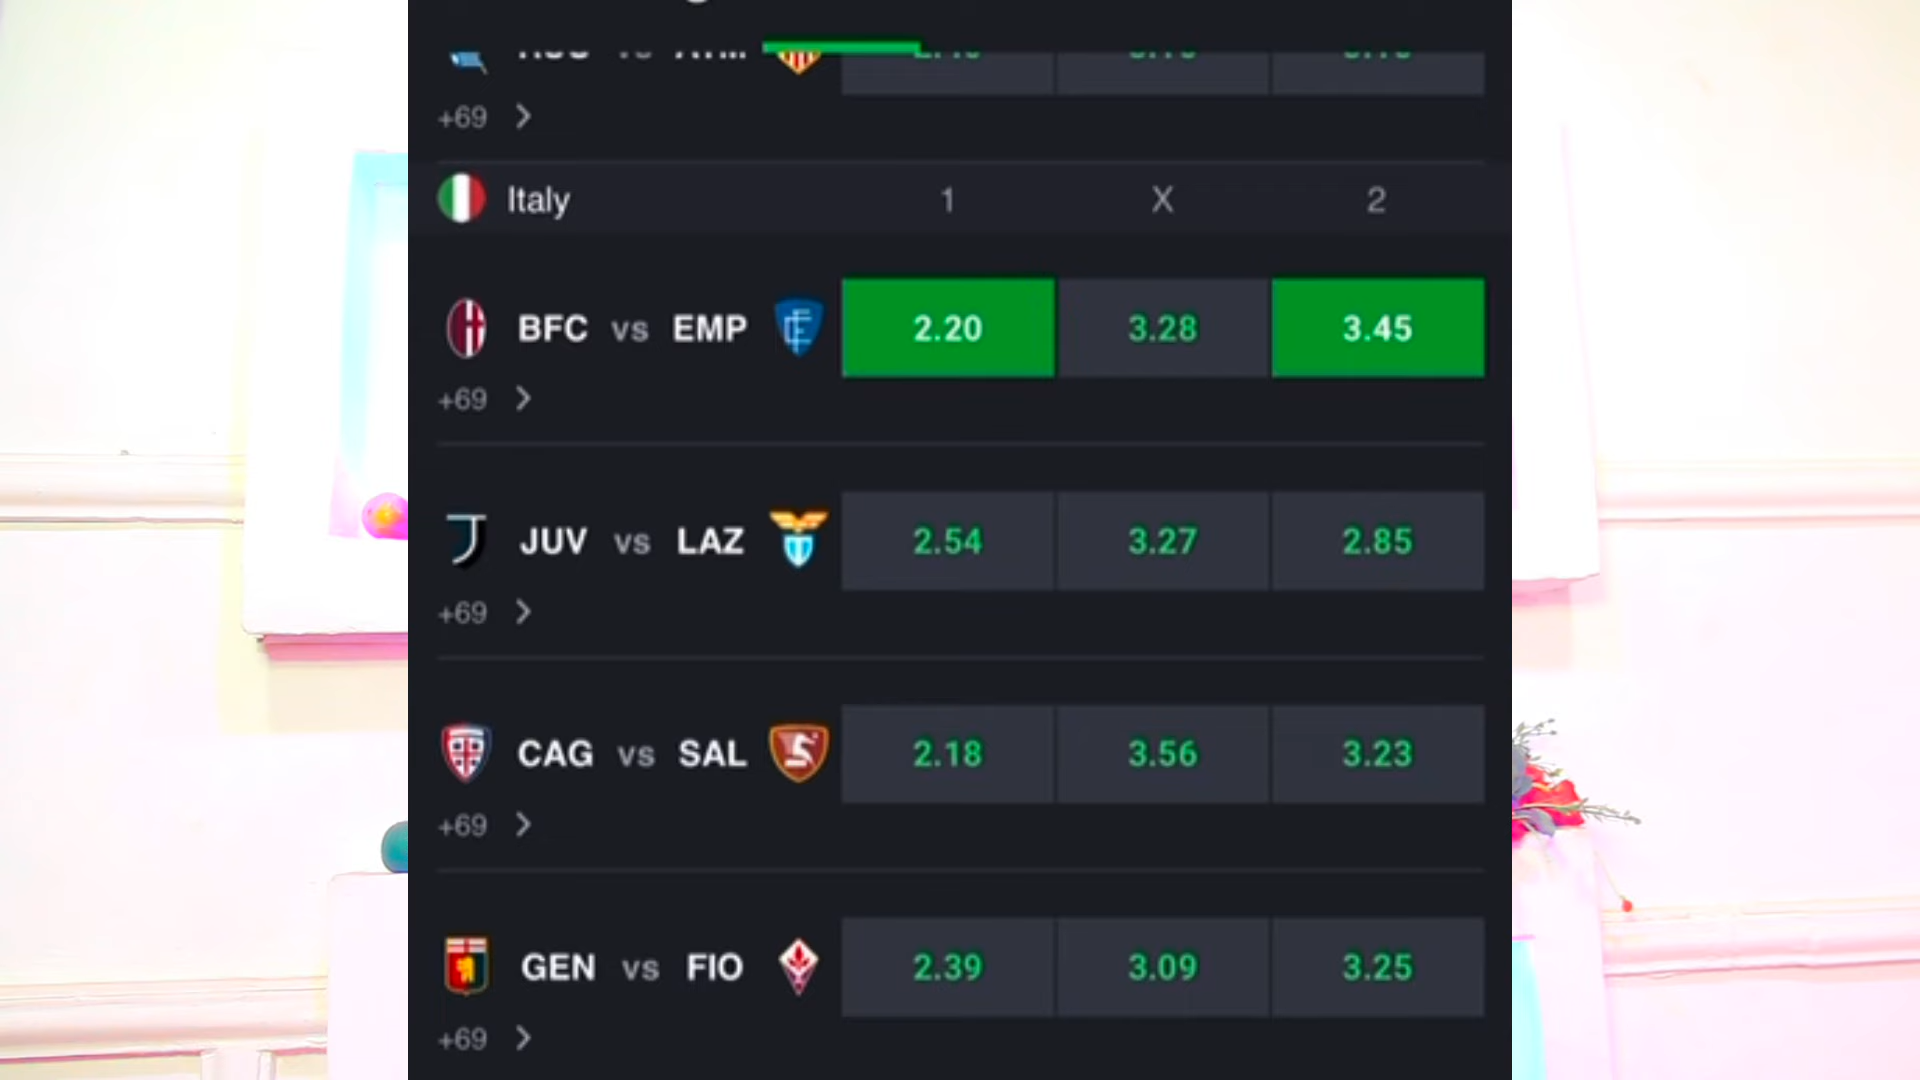 +69
Italy 1 X 2
BFC vs EMP 2.20 3.28 3.45
+69
JUV vs LAZ 2.54 3.27 2.85
+69
CAG vs SAL 2.18 3.56 3.23
+69
GEN vs FIO 2.39 3.09 3.25
+69